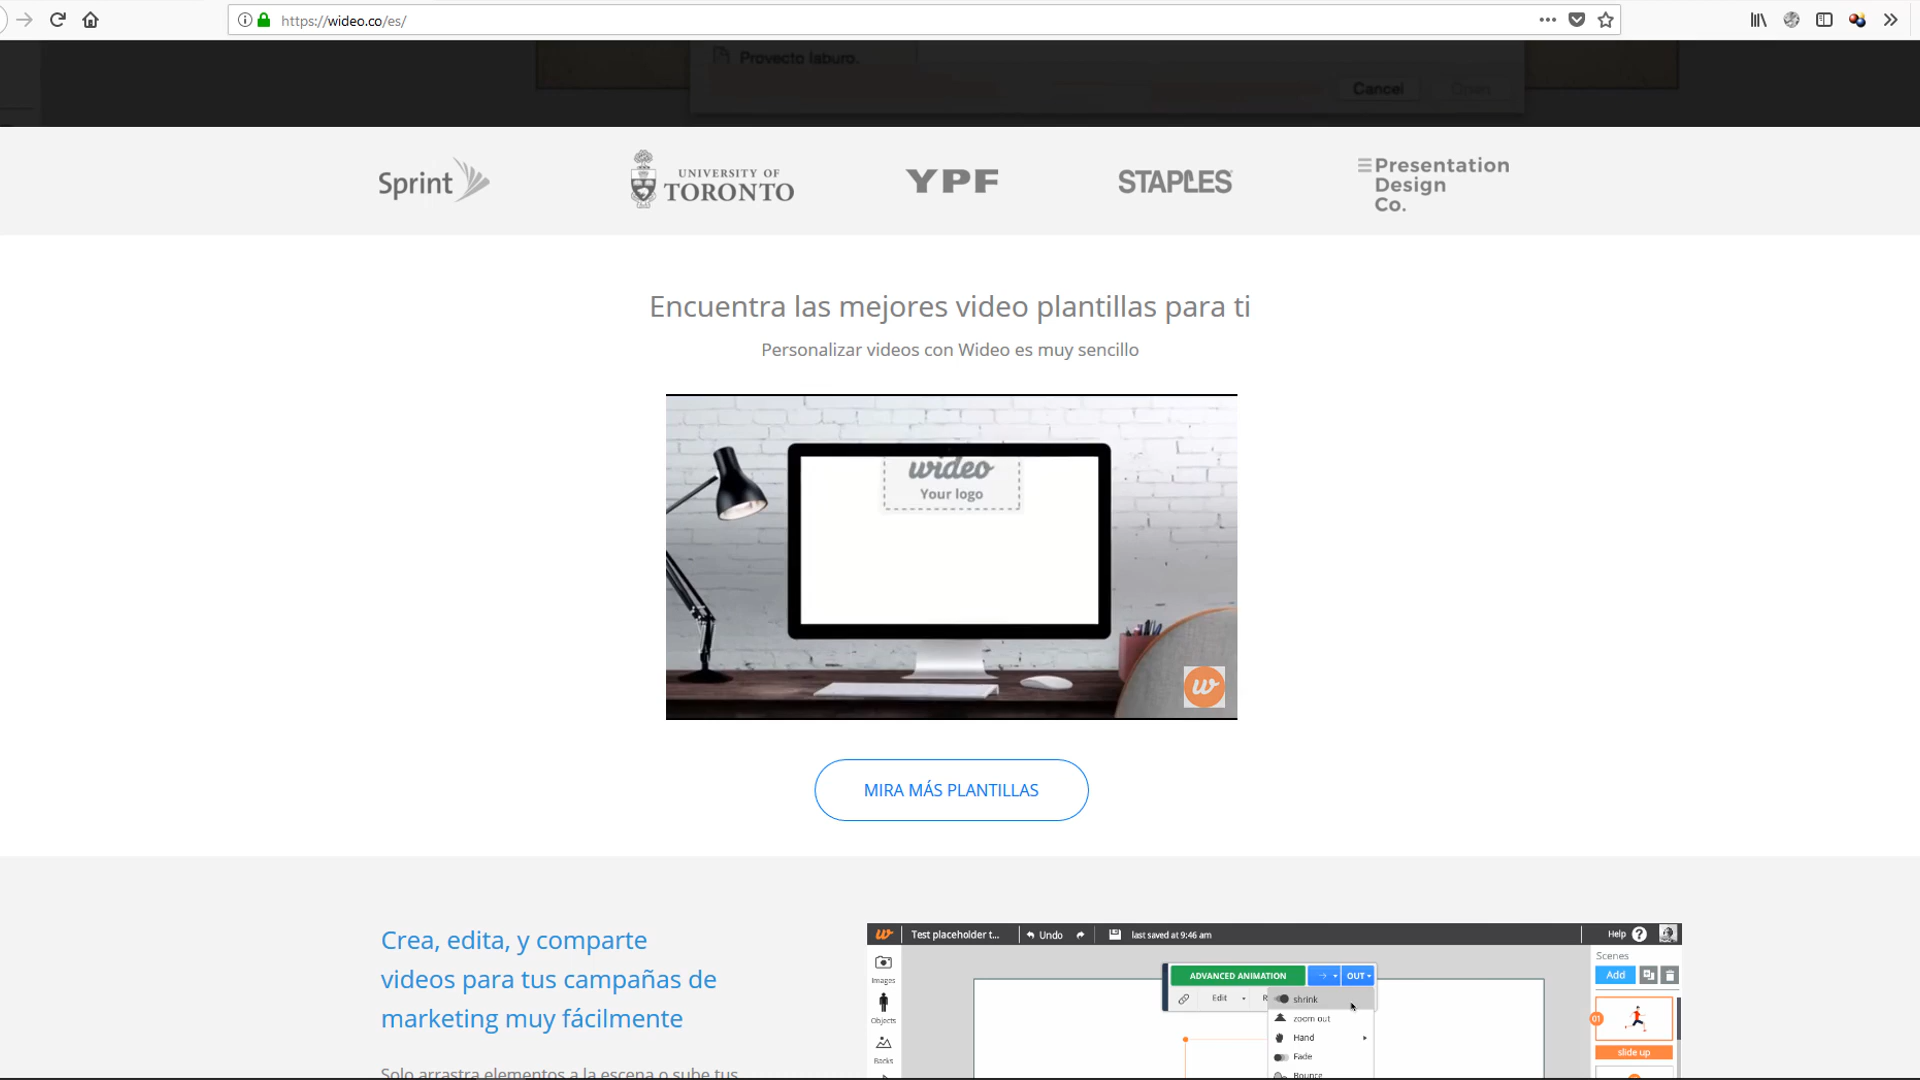 https://wideo.co/es/
Proyecto laburo.
Cancel
Open
Sprint
UNIVERSITY OF
TORONTO
YPF
STAPLES
Presentation
Design
Co.
Encuentra las mejores video plantillas para ti
Personalizar videos con Wideo es muy sencillo
wideo
Your logo
w
MIRA MÁS PLANTILLAS
Crea, edita, y comparte
videos para tus campañas de
marketing muy fácilmente
Solo arrastra elementos a la escena o sube tus
w Test placeholder t... Undo last saved at 9:46 am Help ?
Images
Objects
Backs
ADVANCED ANIMATION OUT
Edit R
shrink
zoom out
Hand
Fade
Bounce
Scenes
Add
01
slide up